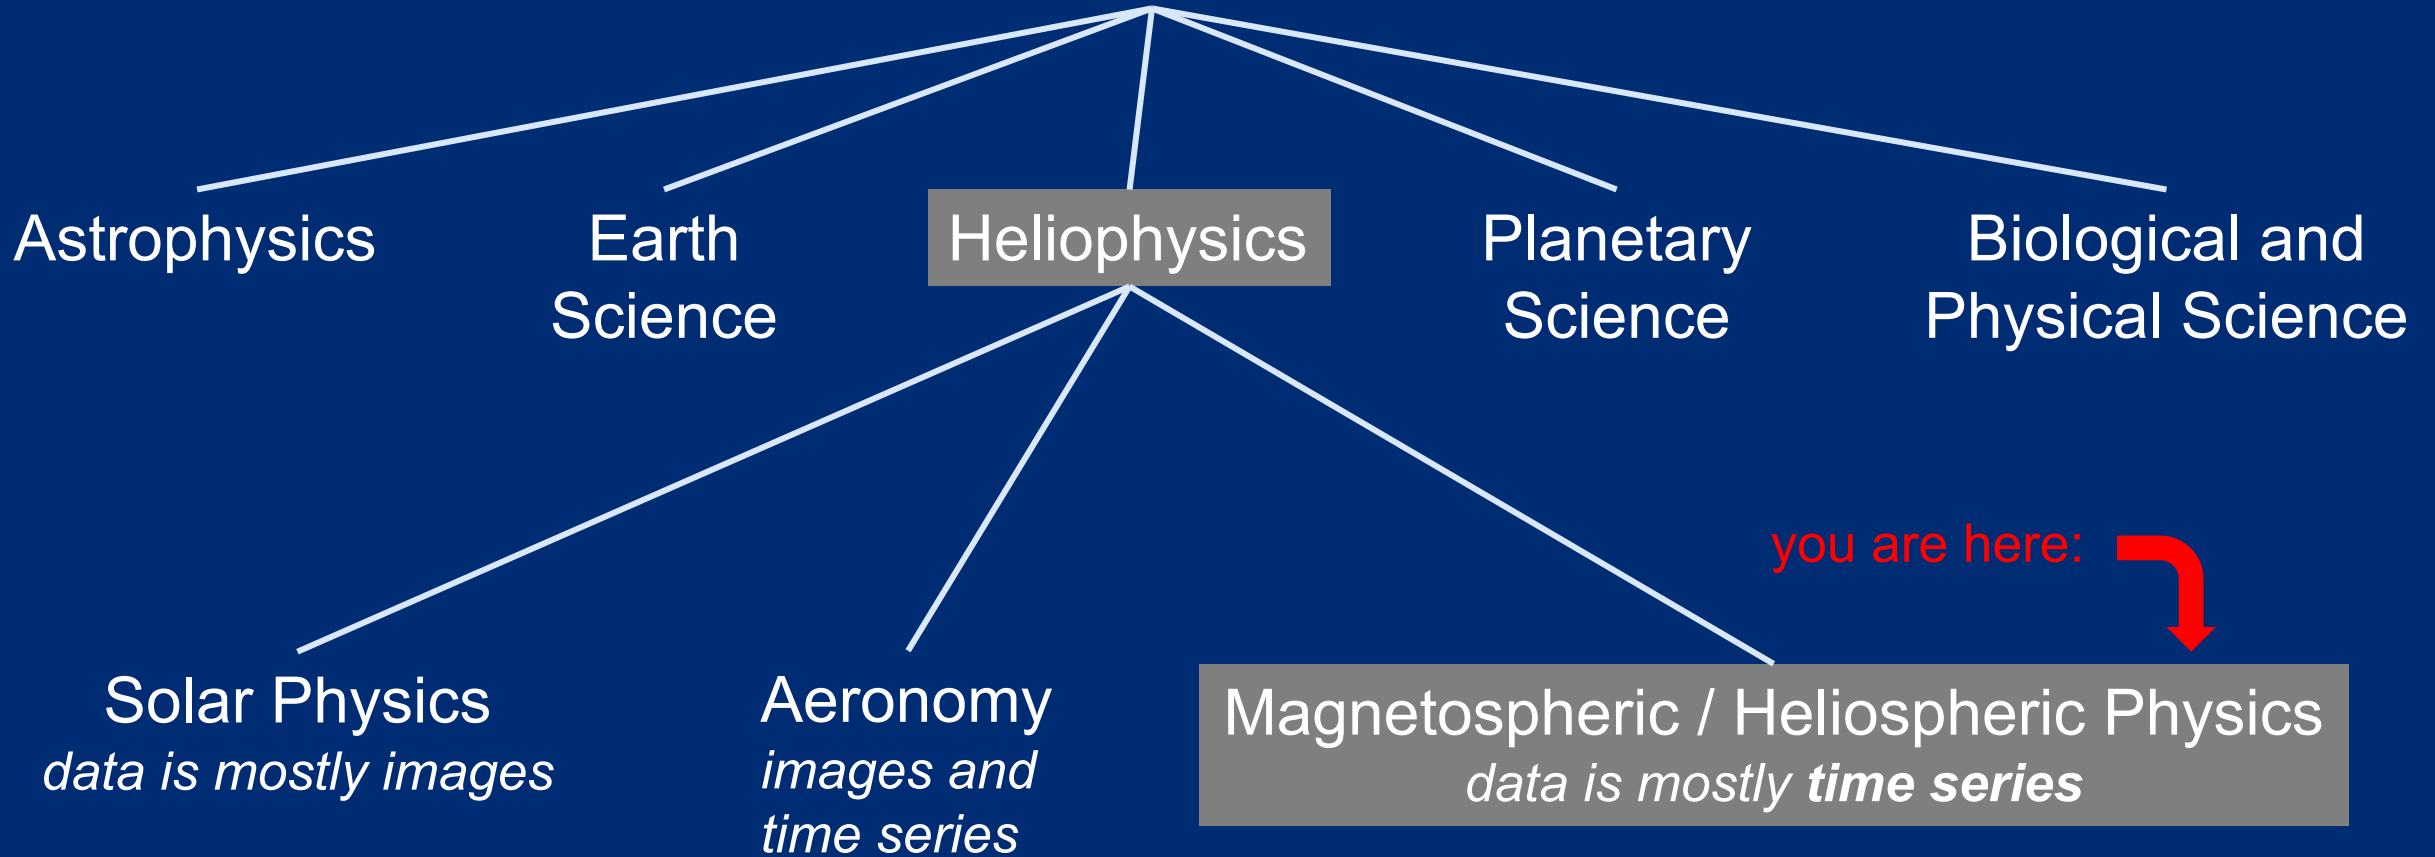 Astrophysics
Earth
Science
Heliophysics
Planetary
Science
Biological and
Physical Science
you are here:
Solar Physics
data is mostly images
Aeronomy
images and
time series
Magnetospheric / Heliospheric Physics
data is mostly time series